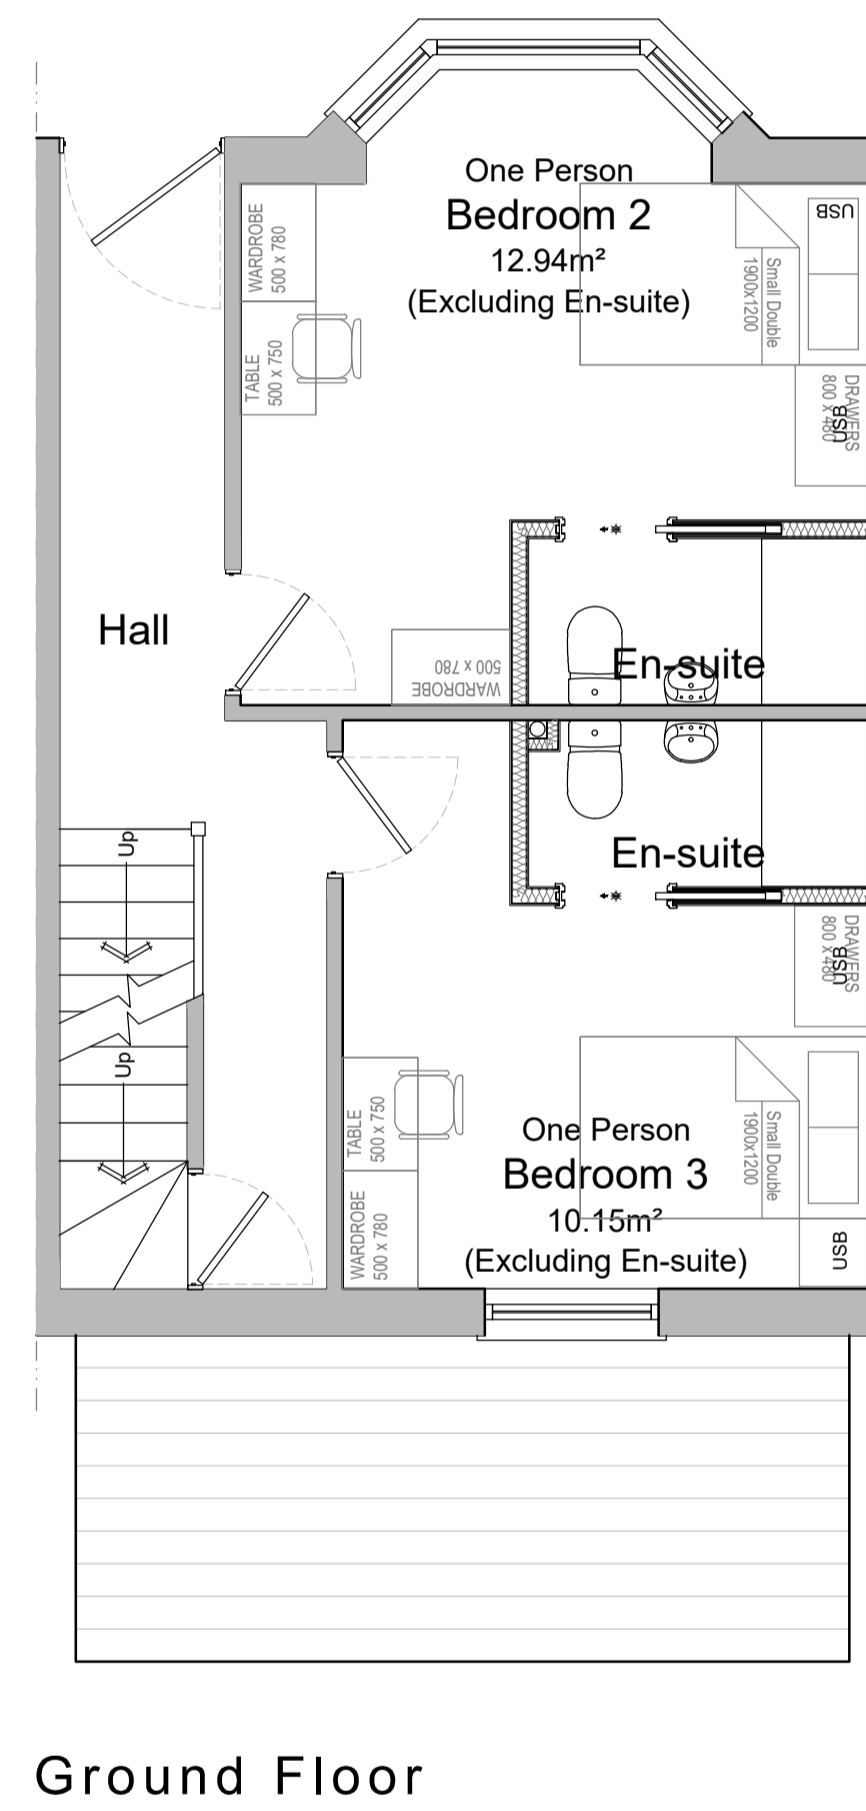 One Person
Bedroom 2
12.94m²
(Excluding En-suite)
WARDROBE
500 x 780
TABLE
500 x 750
USB
Small Double
1900x1200
DRAWERS
800 x 480
USB
Hall
WARDROBE
500 x 780
En-suite
En-suite
Up
Up
DRAWERS
800 x 480
USB
TABLE
500 x 750
WARDROBE
500 x 780
One Person
Bedroom 3
10.15m²
(Excluding En-suite)
Small Double
1900x1200
USB
Ground Floor